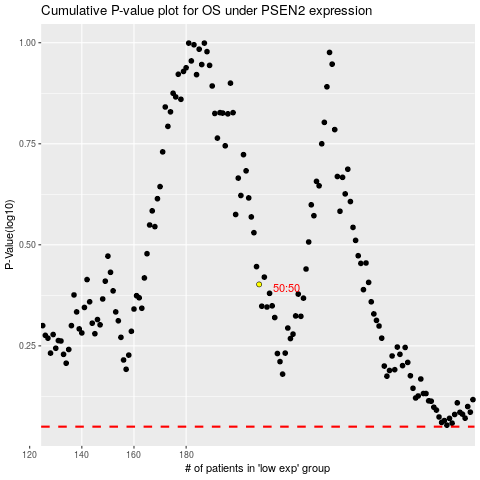 Cumulative P-value plot for OS under PSEN2 expression
P-Value(log10)
1.00
0.75
0.50
0.25
50:50
120 140 160 180
# of patients in 'low exp' group